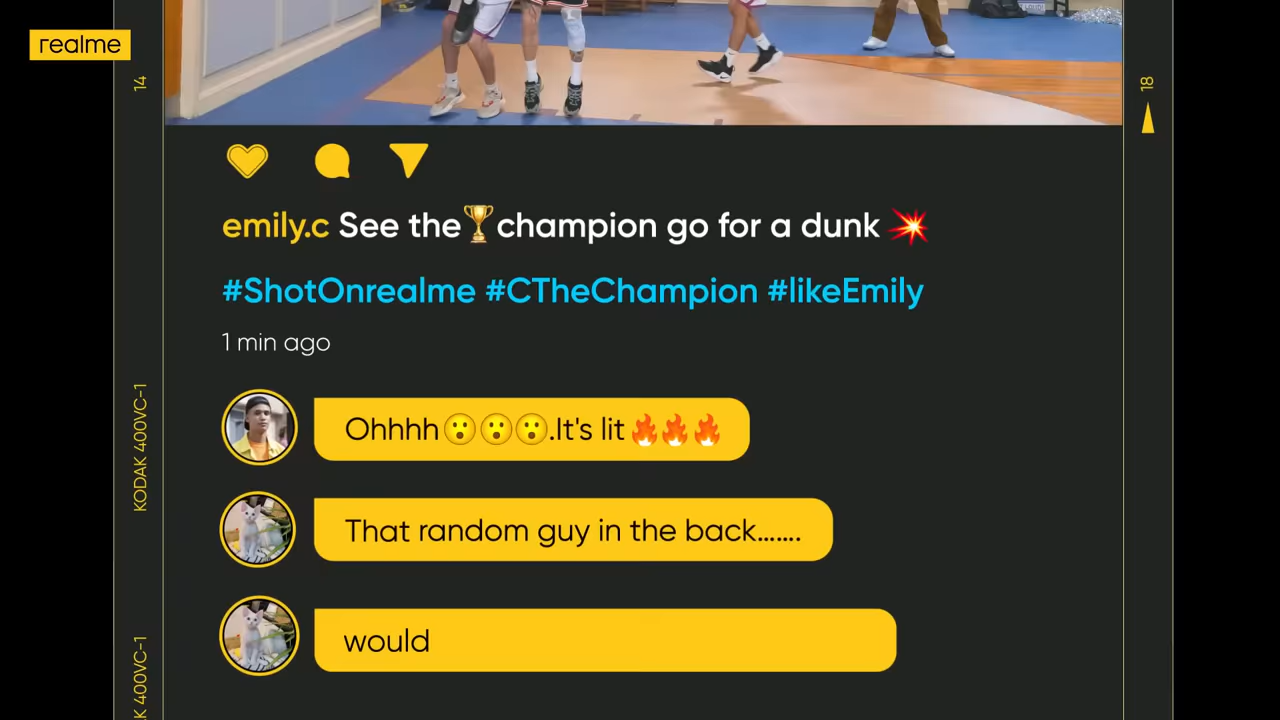 realme
14
18
emily.c See the🏆champion go for a dunk 💥
#ShotOnrealme #CTheChampion #likeEmily
1 min ago
KODAK 400VC-1
Ohhhh😮😮😮.It's lit🔥🔥🔥
That random guy in the back…….
would
K 400VC-1